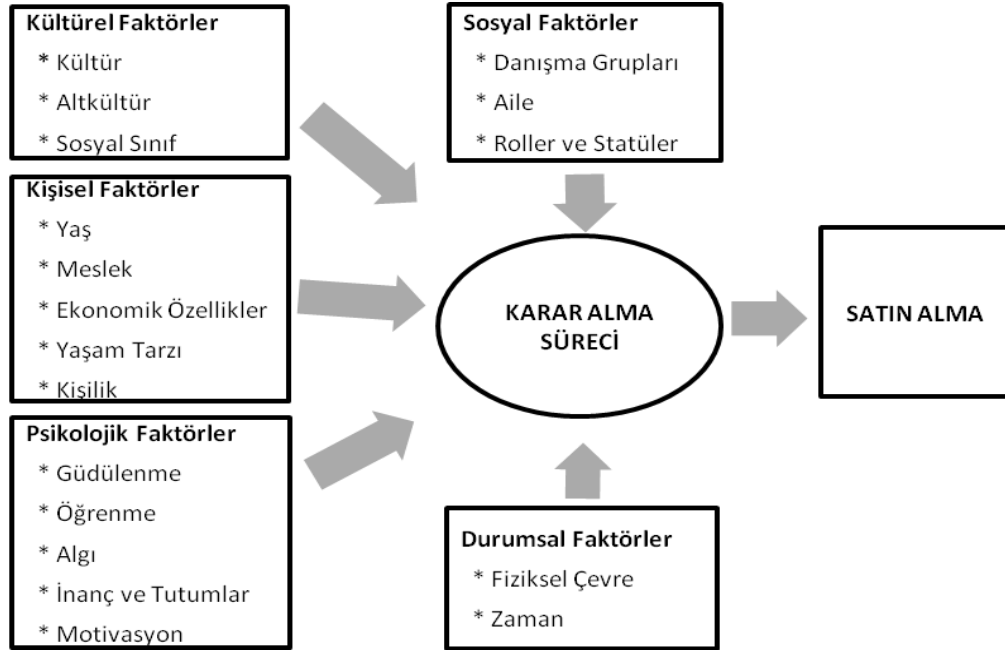 Kültürel Faktörler
* Kültür
* Altkültür
* Sosyal Sınıf
Sosyal Faktörler
* Danışma Grupları
* Aile
* Roller ve Statüler
Kişisel Faktörler
* Yaş
* Meslek
* Ekonomik Özellikler
* Yaşam Tarzı
* Kişilik
KARAR ALMA
SÜRECİ
SATIN ALMA
Psikolojik Faktörler
* Güdülenme
* Öğrenme
* Algı
* İnanç ve Tutumlar
* Motivasyon
Durumsal Faktörler
* Fiziksel Çevre
* Zaman